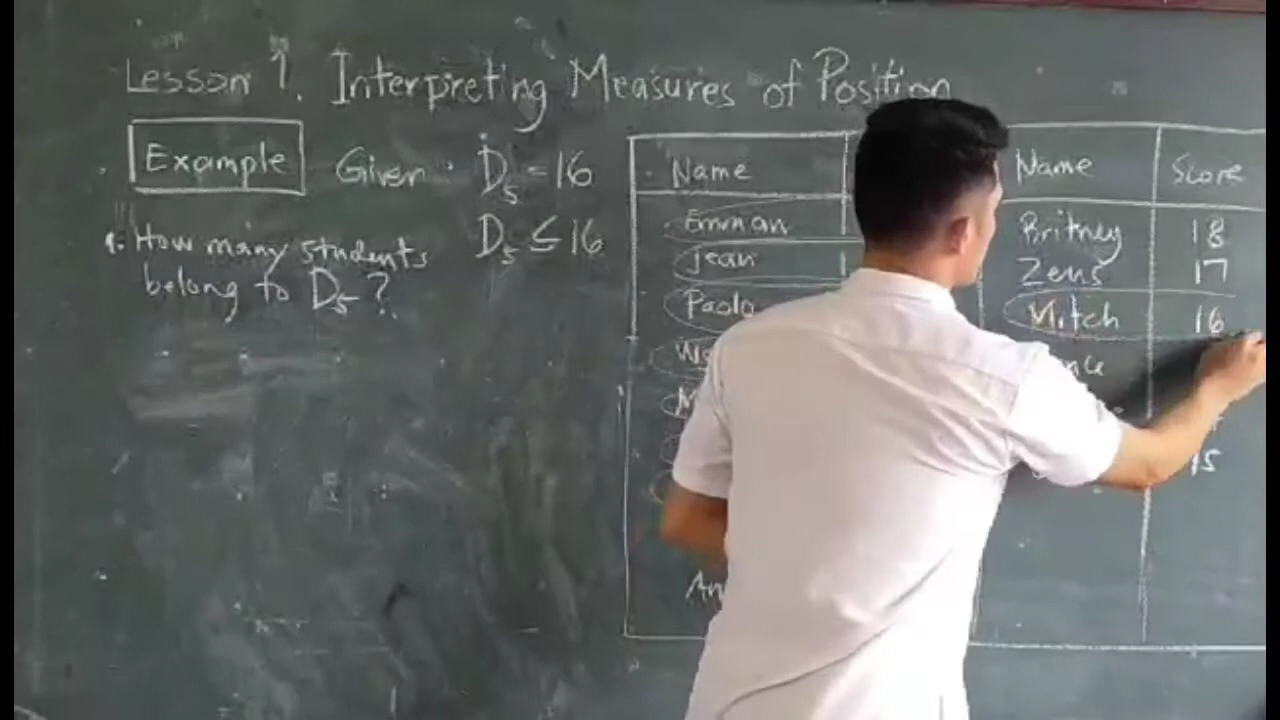 Lesson 1. Interpreting Measures of Position
Example Given: D5 = 16
D5 ≤ 16
1. How many students
belong to D5?
Name
Emman
Jean
Paolo
Name Score
Britney 18
Zens 17
Mitch 16
15